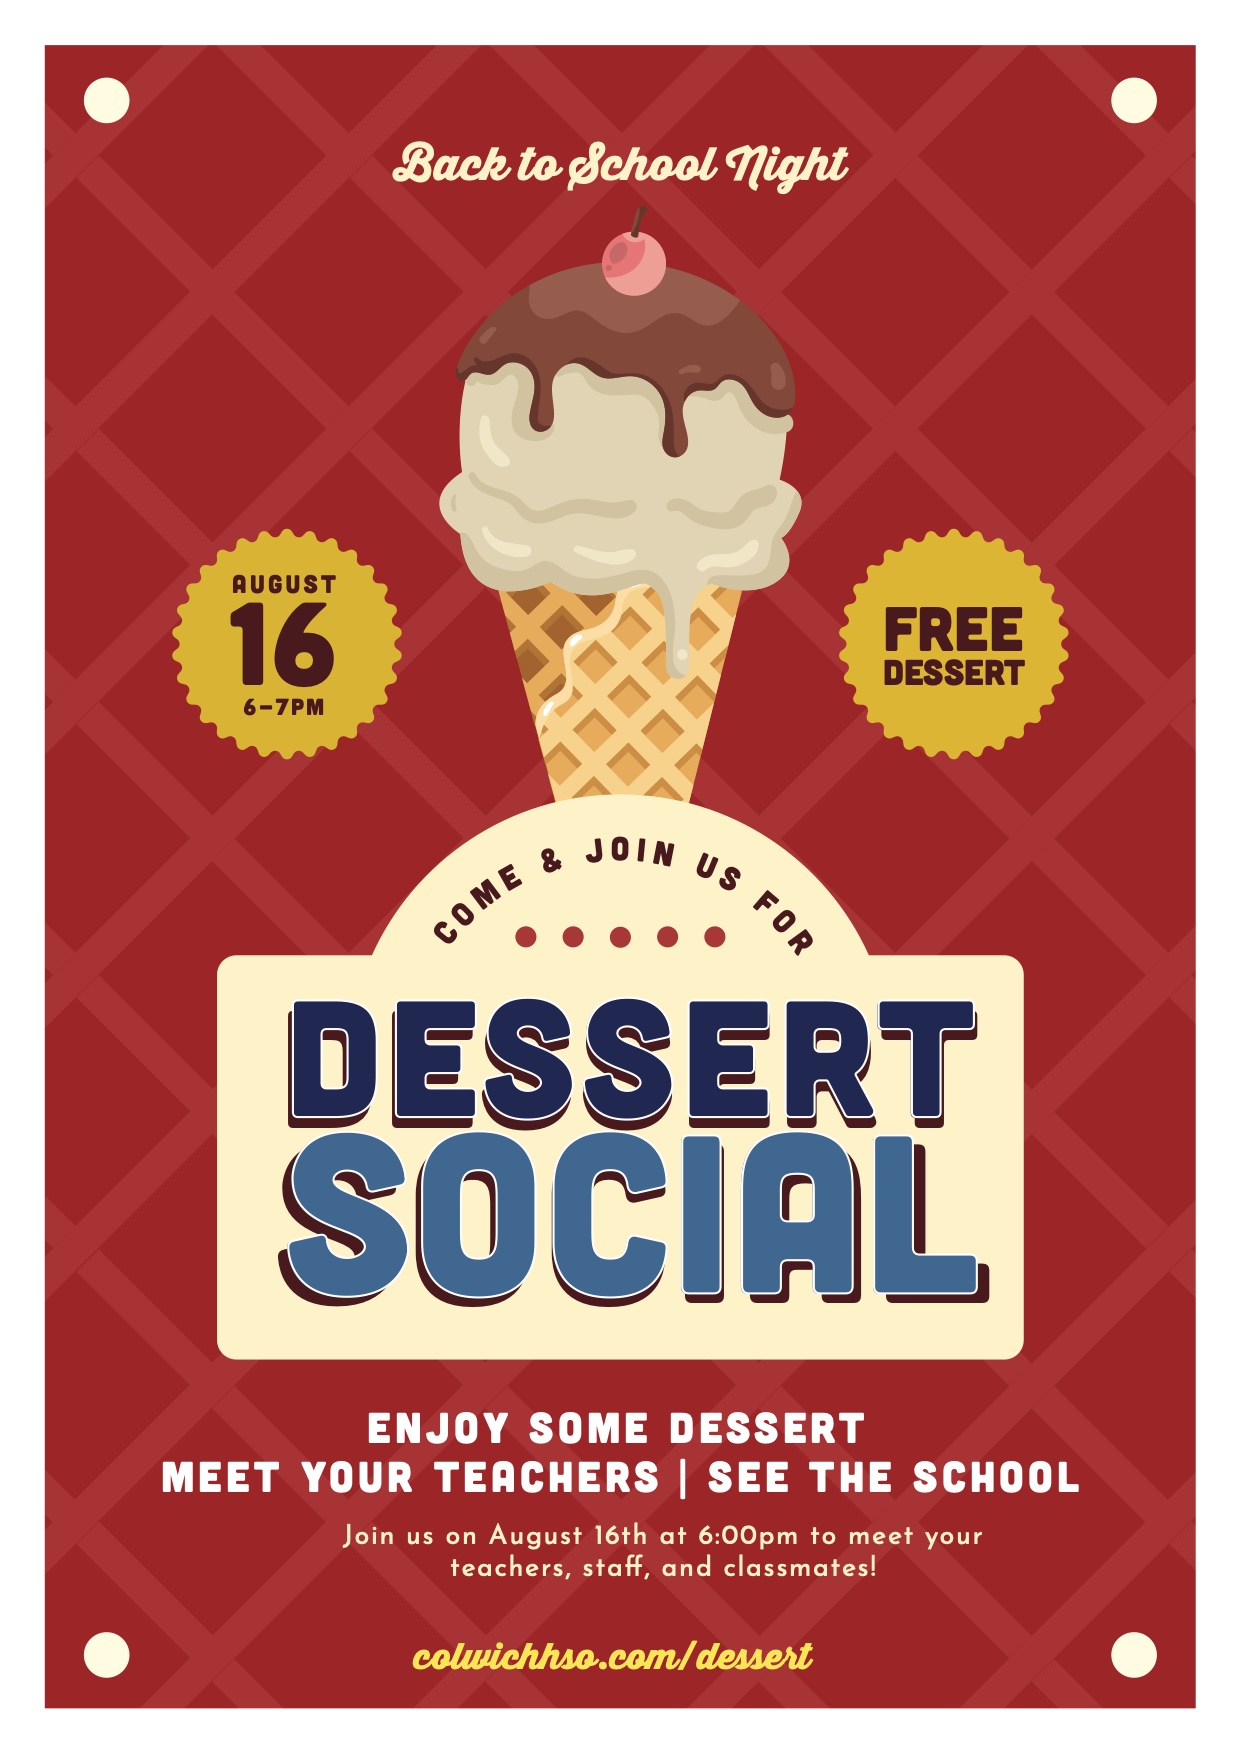 Back to School Night
AUGUST
16
6-7PM
FREE
DESSERT
COME & JOIN US FOR
DESSERT
SOCIAL
ENJOY SOME DESSERT
MEET YOUR TEACHERS | SEE THE SCHOOL
Join us on August 16th at 6:00pm to meet your
teachers, staff, and classmates!
colwichhso.com/dessert